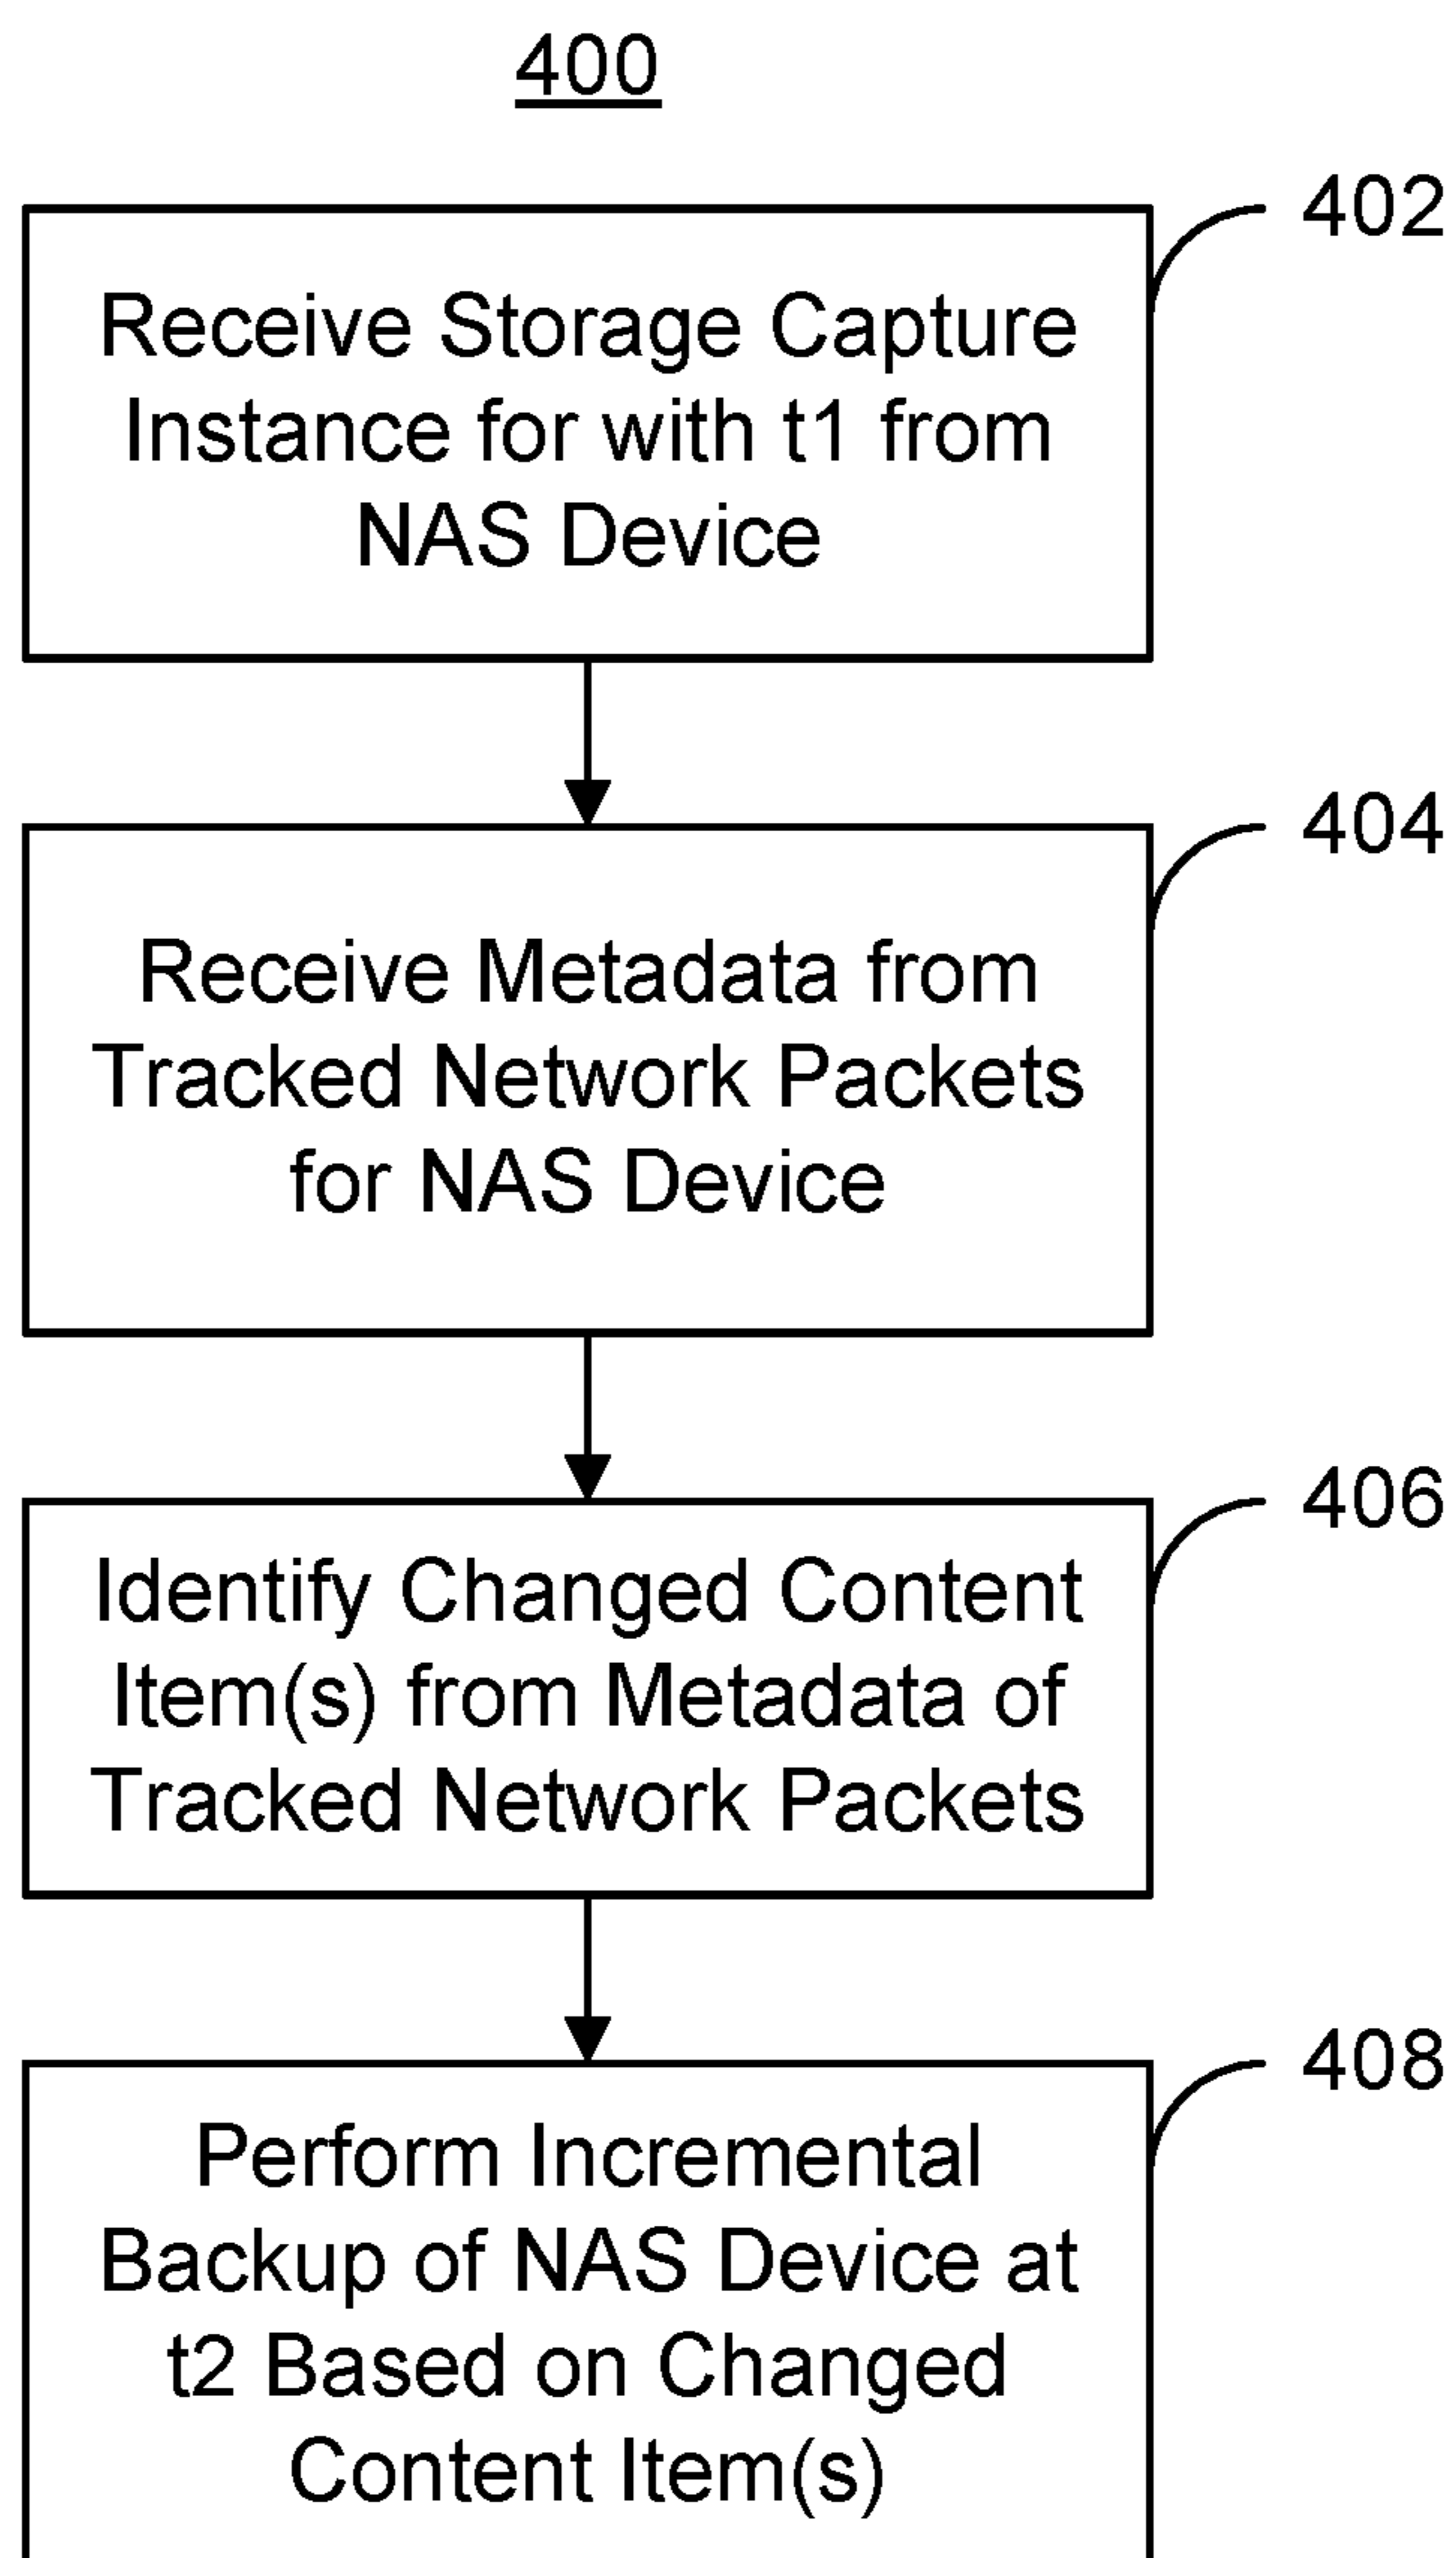 400
402
Receive Storage Capture
Instance for with t1 from
NAS Device
404
Receive Metadata from
Tracked Network Packets
for NAS Device
406
Identify Changed Content
Item(s) from Metadata of
Tracked Network Packets
408
Perform Incremental
Backup of NAS Device at
t2 Based on Changed
Content Item(s)